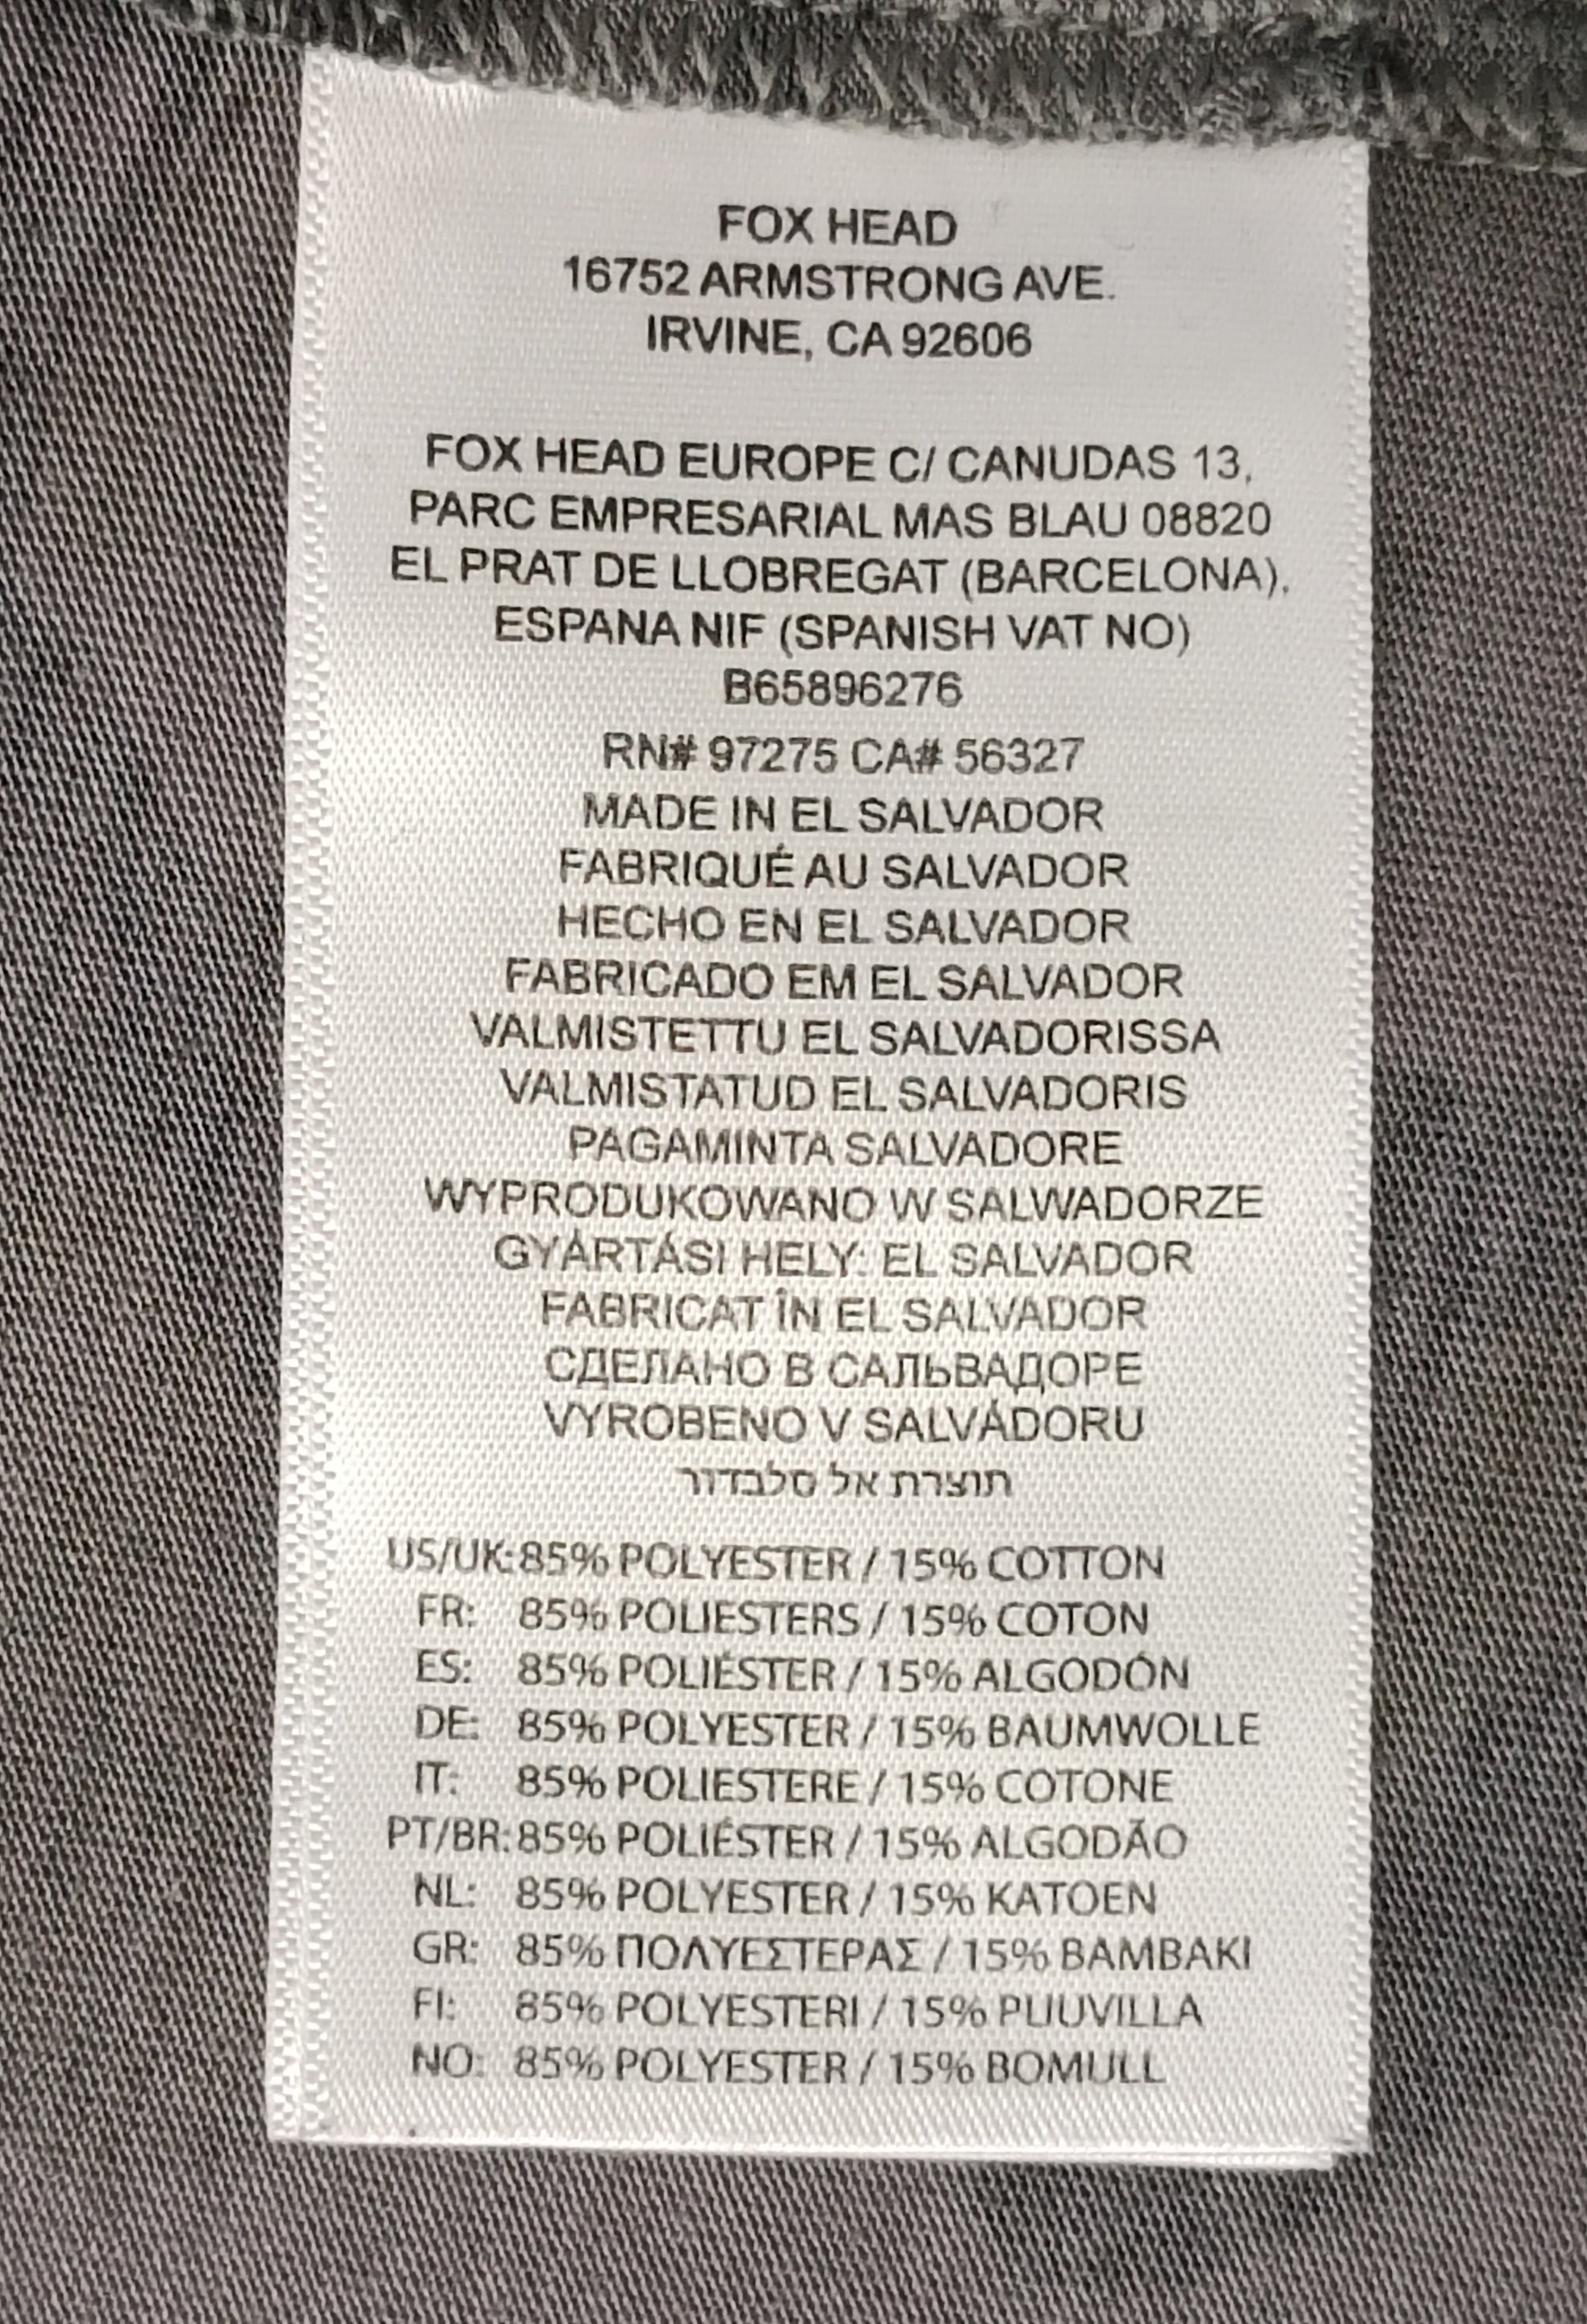 FOX HEAD
16752 ARMSTRONG AVE.
IRVINE, CA 92606
FOX HEAD EUROPE C/ CANUDAS 13,
PARC EMPRESARIAL MAS BLAU 08820
EL PRAT DE LLOBREGAT (BARCELONA),
ESPANA NIF (SPANISH VAT NO)
B65896276
RN# 97275 CA# 56327
MADE IN EL SALVADOR
FABRIQUÉ AU SALVADOR
HECHO EN EL SALVADOR
FABRICADO EM EL SALVADOR
VALMISTETTU EL SALVADORISSA
VALMISTATUD EL SALVADORIS
PAGAMINTA SALVADORE
WYPRODUKOWANO W SALWADORZE
GYÁRTÁSI HELY: EL SALVADOR
FABRICAT ÎN EL SALVADOR
СДЕЛАНО В САЛЬВАДОРЕ
VYROBENO V SALVÁDORU
תוצרת אל סלבדור
US/UK: 85% POLYESTER / 15% COTTON
FR: 85% POLIESTERS / 15% COTON
ES: 85% POLIÉSTER / 15% ALGODÓN
DE: 85% POLYESTER / 15% BAUMWOLLE
IT: 85% POLIESTERE / 15% COTONE
PT/BR: 85% POLIÉSTER / 15% ALGODÃO
NL: 85% POLYESTER / 15% KATOEN
GR: 85% ΠΟΛΥΕΣΤΕΡΑΣ / 15% BAMBAKI
FI: 85% POLYESTERI / 15% PUUVILLA
NO: 85% POLYESTER / 15% BOMULL